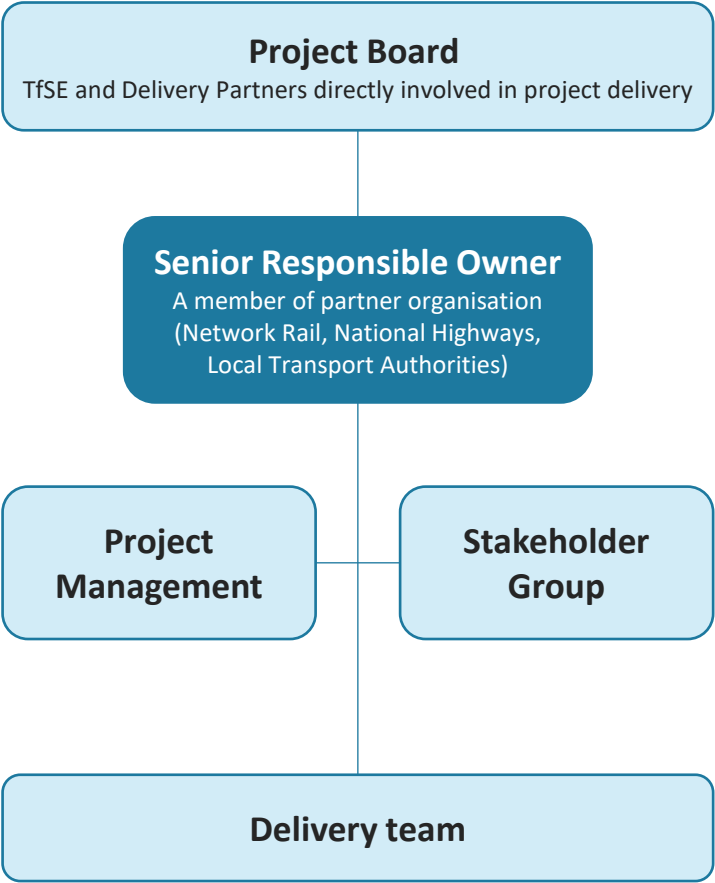 Project Board
TfSE and Delivery Partners directly involved in project delivery
Senior Responsible Owner
A member of partner organisation
(Network Rail, National Highways,
Local Transport Authorities)
Project
Management
Stakeholder
Group
Delivery team